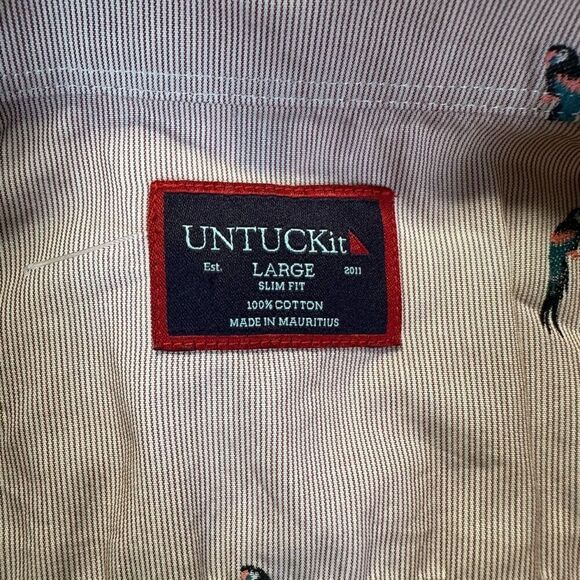 UNTUCKit
Est. LARGE 2011
SLIM FIT
100% COTTON
MADE IN MAURITIUS